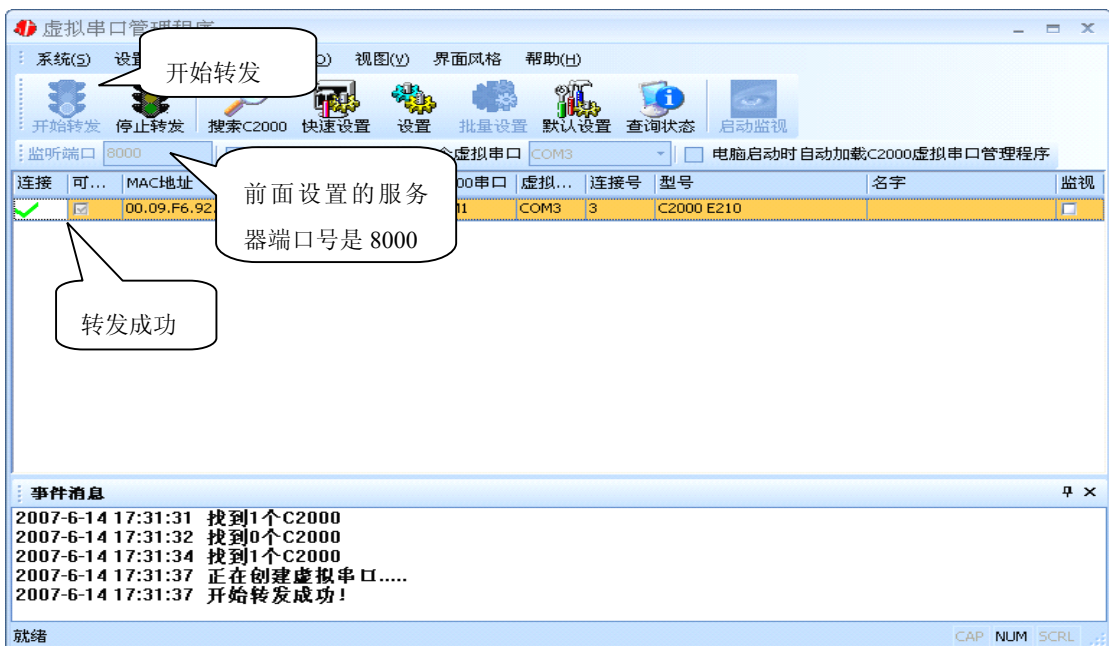 虚拟串口管理程序
系统(S) 设置 视图(V) 界面风格 帮助(H)
开始转发
开始转发 停止转发 搜索C2000 快速设置 设置 批量设置 默认设置 查询状态 启动监视
监听端口 8000 个虚拟串口 COM3 电脑启动时自动加载C2000虚拟串口管理程序
连接 可... MAC地址 00串口 虚拟... 连接号 型号 名字 监视
00.09.F6.92. COM3 3 C2000 E210
前面设置的服务
器端口号是 8000
转发成功
事件消息
2007-6-14 17:31:31 找到1个C2000
2007-6-14 17:31:32 找到0个C2000
2007-6-14 17:31:34 找到1个C2000
2007-6-14 17:31:37 正在创建虚拟串口.....
2007-6-14 17:31:37 开始转发成功!
就绪 CAP NUM SCRL